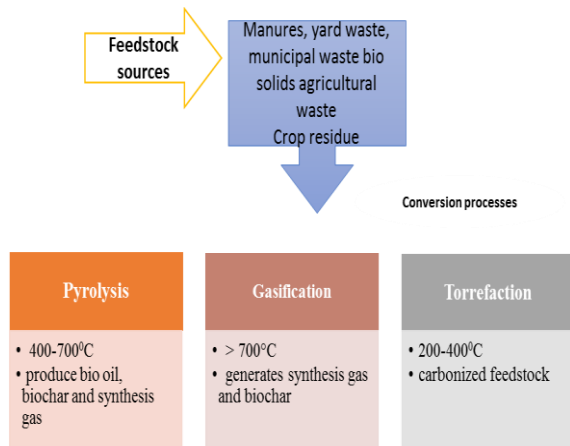 Feedstock
sources
Manures, yard waste,
municipal waste bio
solids agricultural
waste
Crop residue
Conversion processes
Pyrolysis
• 400-700⁰C
• produce bio oil,
biochar and synthesis
gas
Gasification
• > 700°C
• generates synthesis gas
and biochar
Torrefaction
• 200-400⁰C
• carbonized feedstock